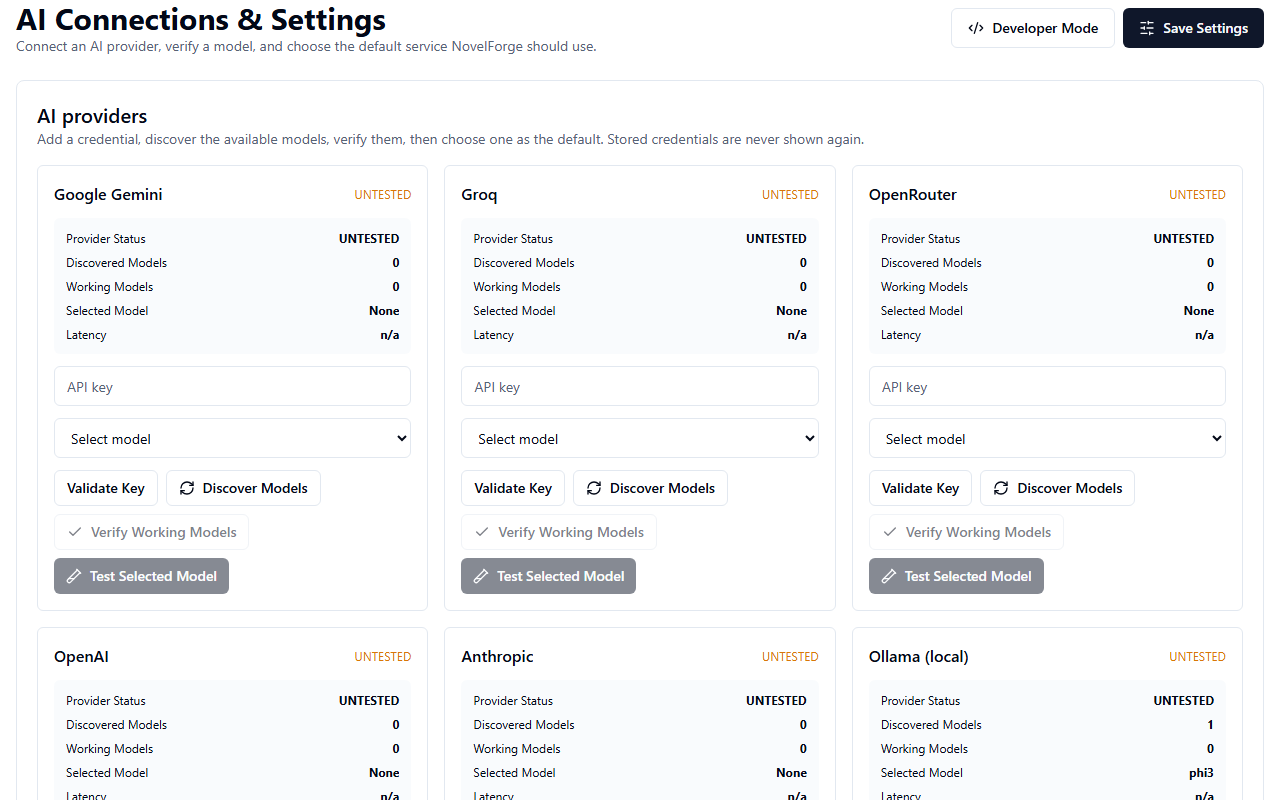 AI Connections & Settings
Connect an AI provider, verify a model, and choose the default service NovelForge should use.
Developer Mode
Save Settings
AI providers
Add a credential, discover the available models, verify them, then choose one as the default. Stored credentials are never shown again.
Google Gemini UNTESTED
Provider Status UNTESTED
Discovered Models 0
Working Models 0
Selected Model None
Latency n/a
API key
Select model
Validate Key Discover Models
Verify Working Models
Test Selected Model
Groq UNTESTED
Provider Status UNTESTED
Discovered Models 0
Working Models 0
Selected Model None
Latency n/a
API key
Select model
Validate Key Discover Models
Verify Working Models
Test Selected Model
OpenRouter UNTESTED
Provider Status UNTESTED
Discovered Models 0
Working Models 0
Selected Model None
Latency n/a
API key
Select model
Validate Key Discover Models
Verify Working Models
Test Selected Model
OpenAI UNTESTED
Provider Status UNTESTED
Discovered Models 0
Working Models 0
Selected Model None
Latency n/a
Anthropic UNTESTED
Provider Status UNTESTED
Discovered Models 0
Working Models 0
Selected Model None
Latency n/a
Ollama (local) UNTESTED
Provider Status UNTESTED
Discovered Models 1
Working Models 0
Selected Model phi3
Latency n/a